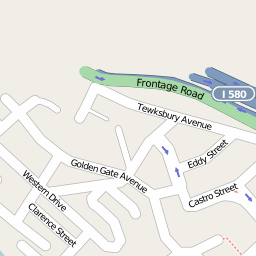 Frontage Road
I 580
Tewksbury Avenue
Eddy Street
Golden Gate Avenue
Castro Street
Western Drive
Clarence Street